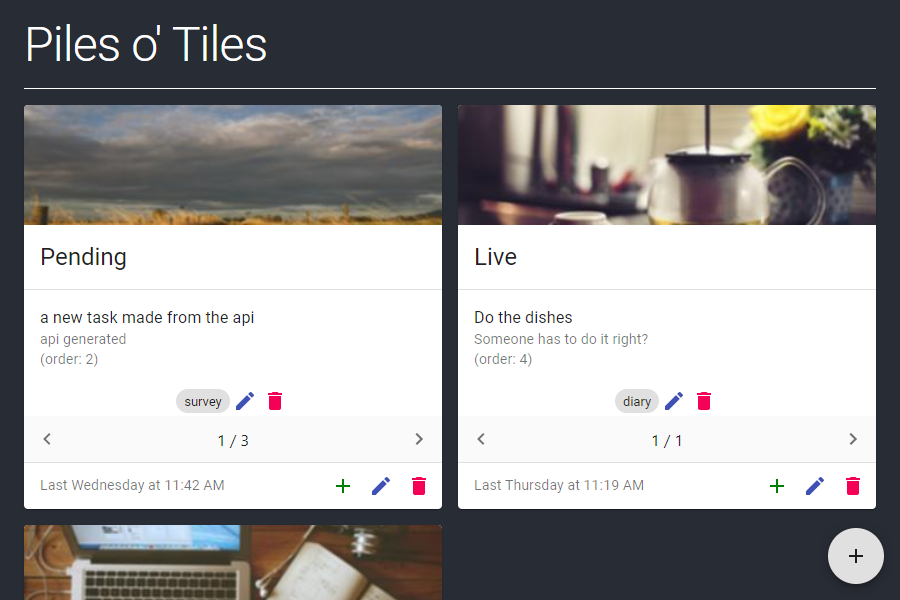 Piles o' Tiles
Pending
a new task made from the api
api generated
(order: 2)
survey
1 / 3
Last Wednesday at 11:42 AM
Live
Do the dishes
Someone has to do it right?
(order: 4)
diary
1 / 1
Last Thursday at 11:19 AM